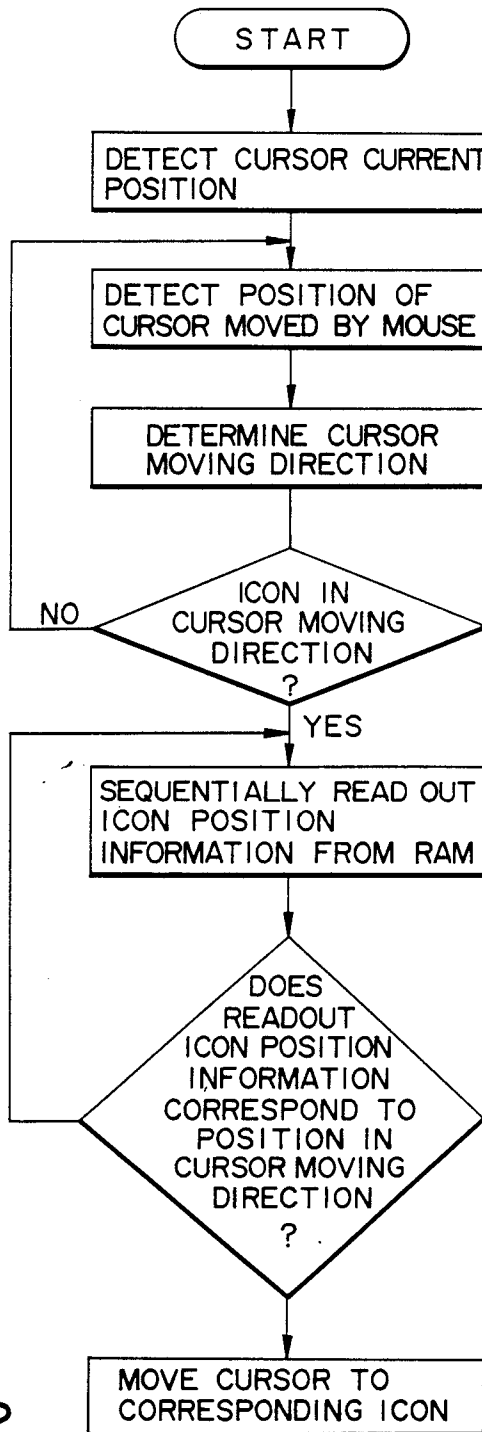 START
DETECT CURSOR CURRENT
POSITION
DETECT POSITION OF
CURSOR MOVED BY MOUSE
DETERMINE CURSOR
MOVING DIRECTION
ICON IN
CURSOR MOVING
DIRECTION
?
NO
YES
SEQUENTIALLY READ OUT
ICON POSITION
INFORMATION FROM RAM
DOES
READOUT
ICON POSITION
INFORMATION
CORRESPOND TO
POSITION IN
CURSOR MOVING
DIRECTION
?
MOVE CURSOR TO
CORRESPONDING ICON